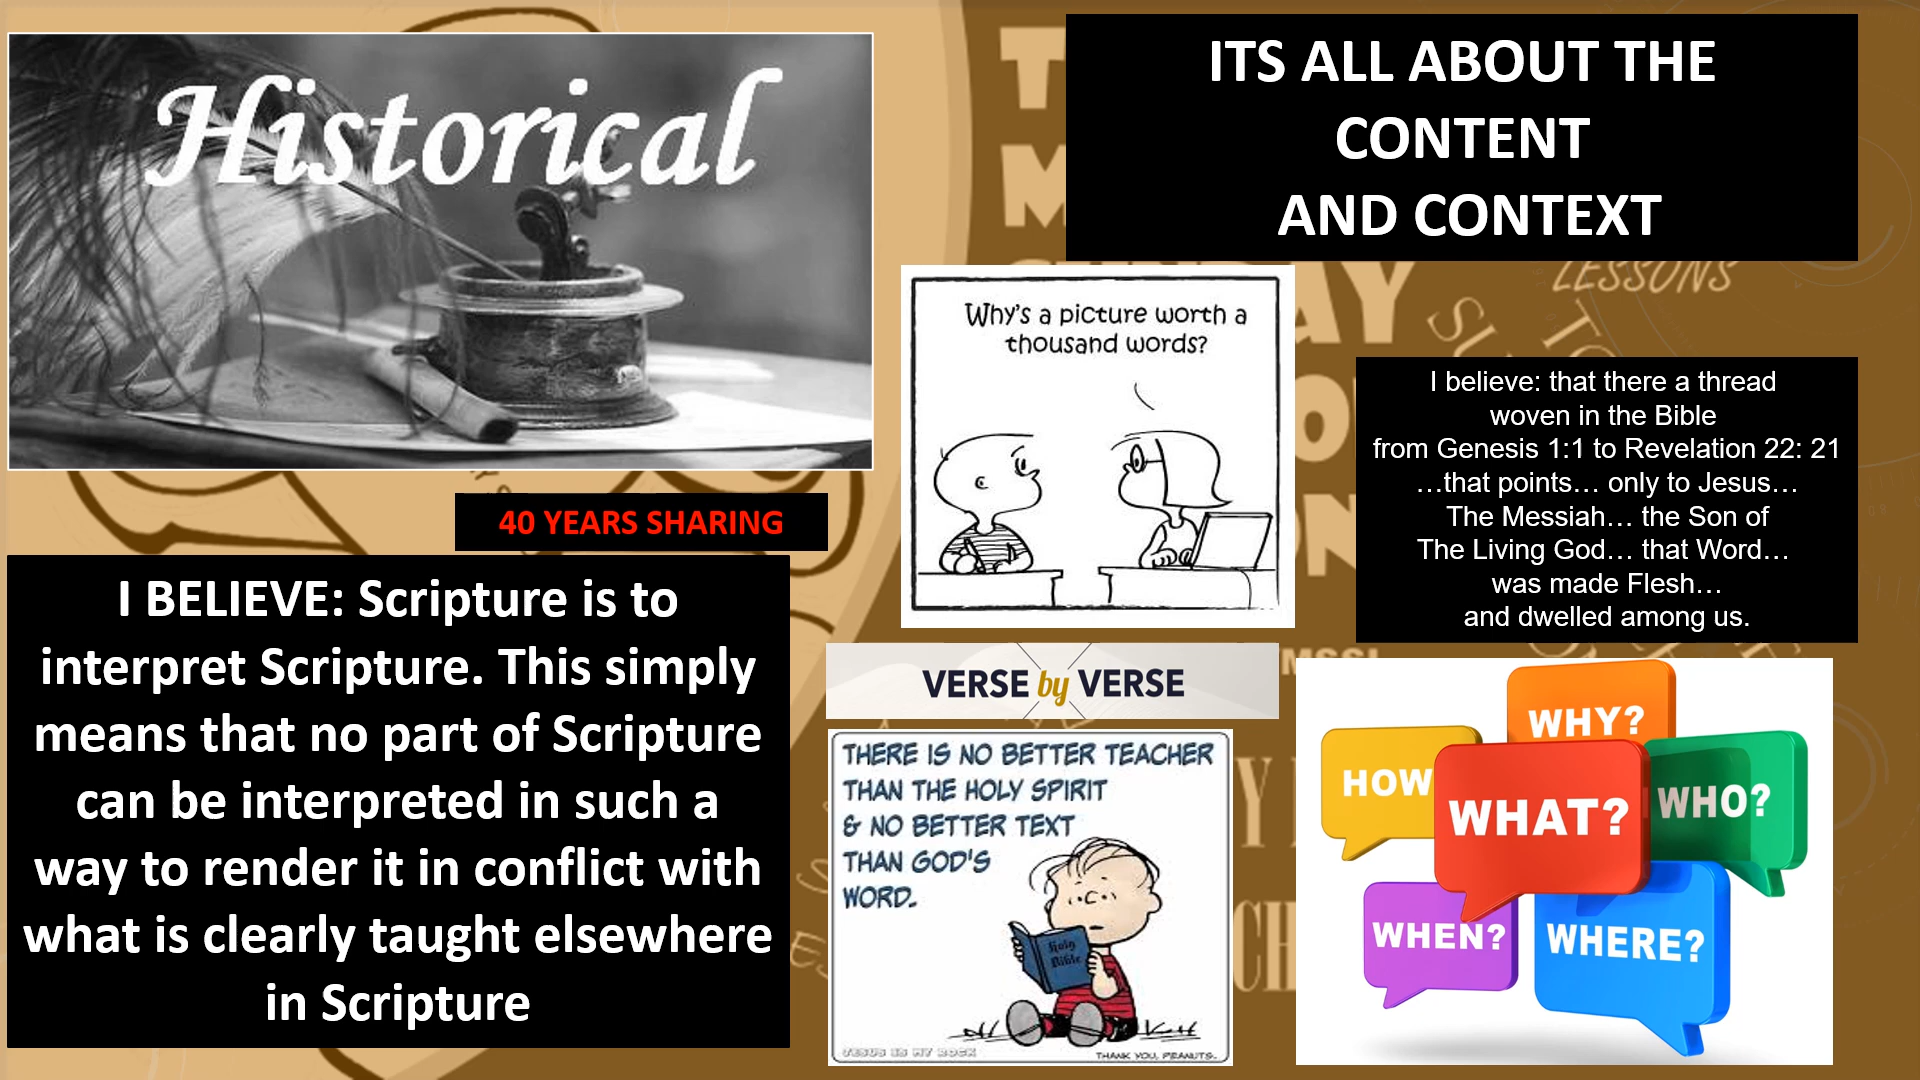 Historical
ITS ALL ABOUT THE
CONTENT
AND CONTEXT
LESSONS
Why's a picture worth a
thousand words?
I believe: that there a thread
woven in the Bible
from Genesis 1:1 to Revelation 22: 21
…that points… only to Jesus…
The Messiah… the Son of
The Living God… that Word…
was made Flesh…
and dwelled among us.
40 YEARS SHARING
I BELIEVE: Scripture is to
interpret Scripture. This simply
means that no part of Scripture
can be interpreted in such a
way to render it in conflict with
what is clearly taught elsewhere
in Scripture
VERSE by VERSE
THERE IS NO BETTER TEACHER
THAN THE HOLY SPIRIT
& NO BETTER TEXT
THAN GOD'S
WORD.
Holy
Bible
JESUS IS MY ROCK
THANK YOU, PEANUTS.
WHY?
HOW
WHAT?
WHO?
WHEN?
WHERE?